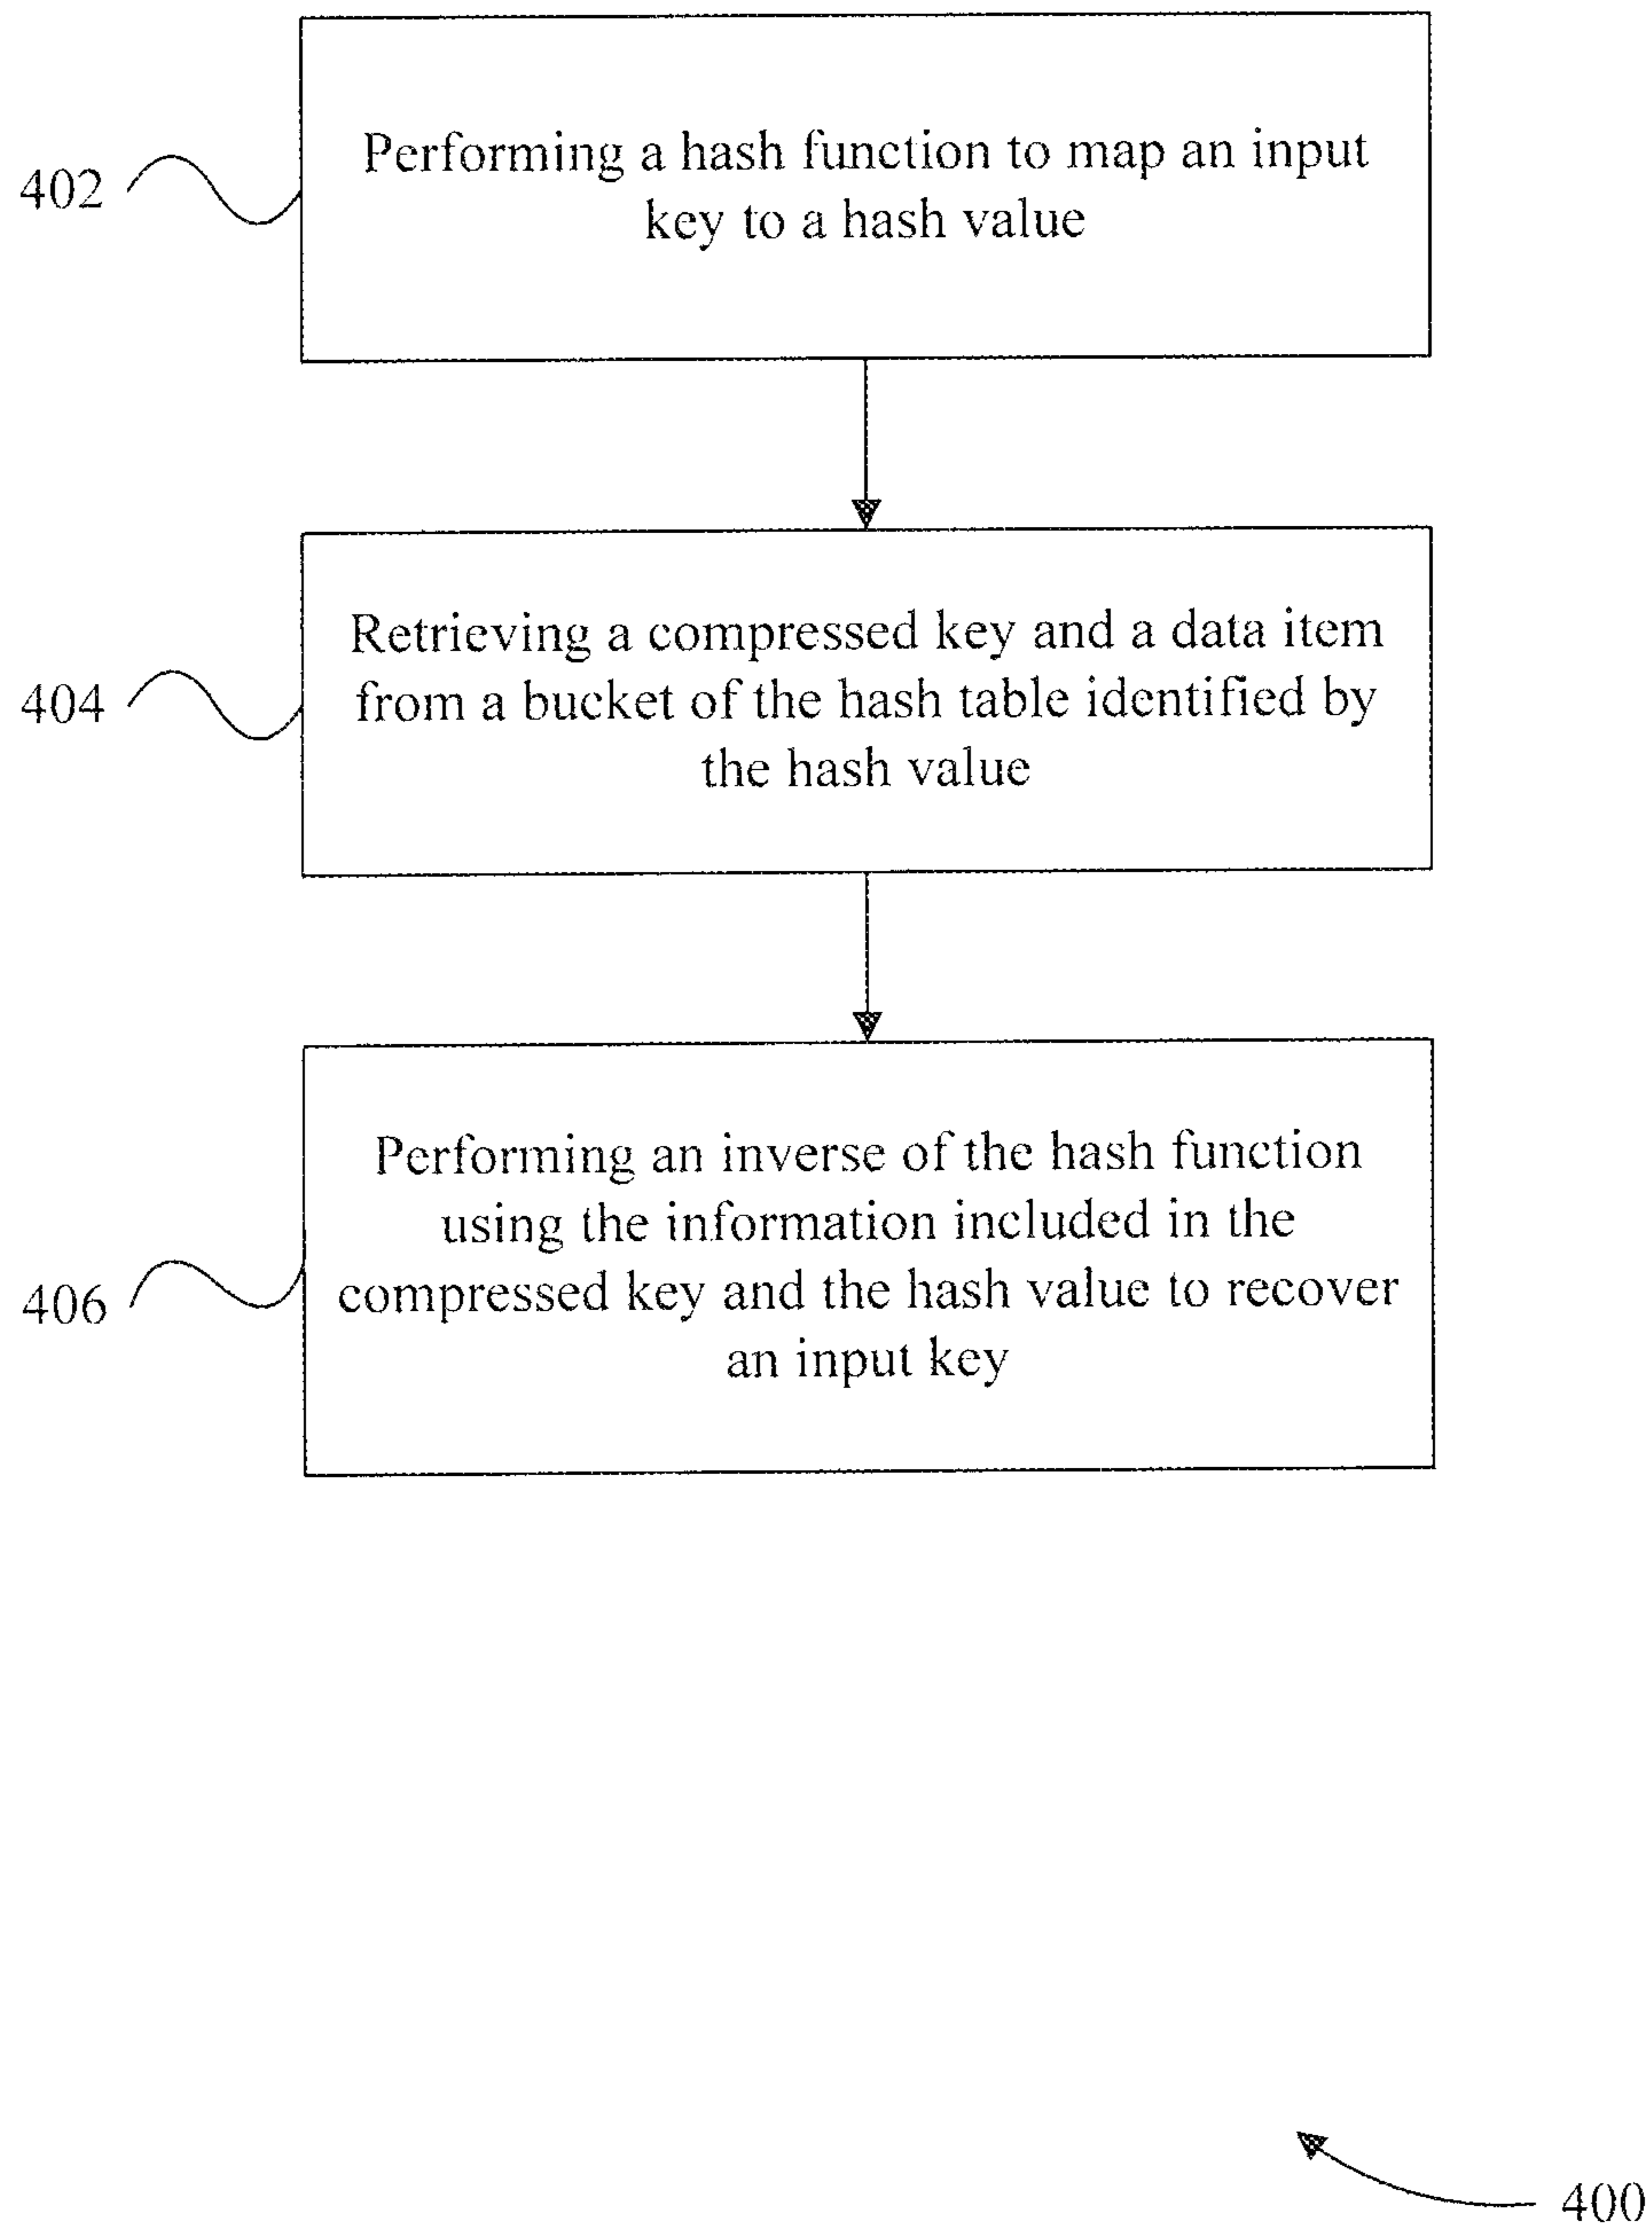 402
Performing a hash function to map an input
key to a hash value
404
Retrieving a compressed key and a data item
from a bucket of the hash table identified by
the hash value
406
Performing an inverse of the hash function
using the information included in the
compressed key and the hash value to recover
an input key
400